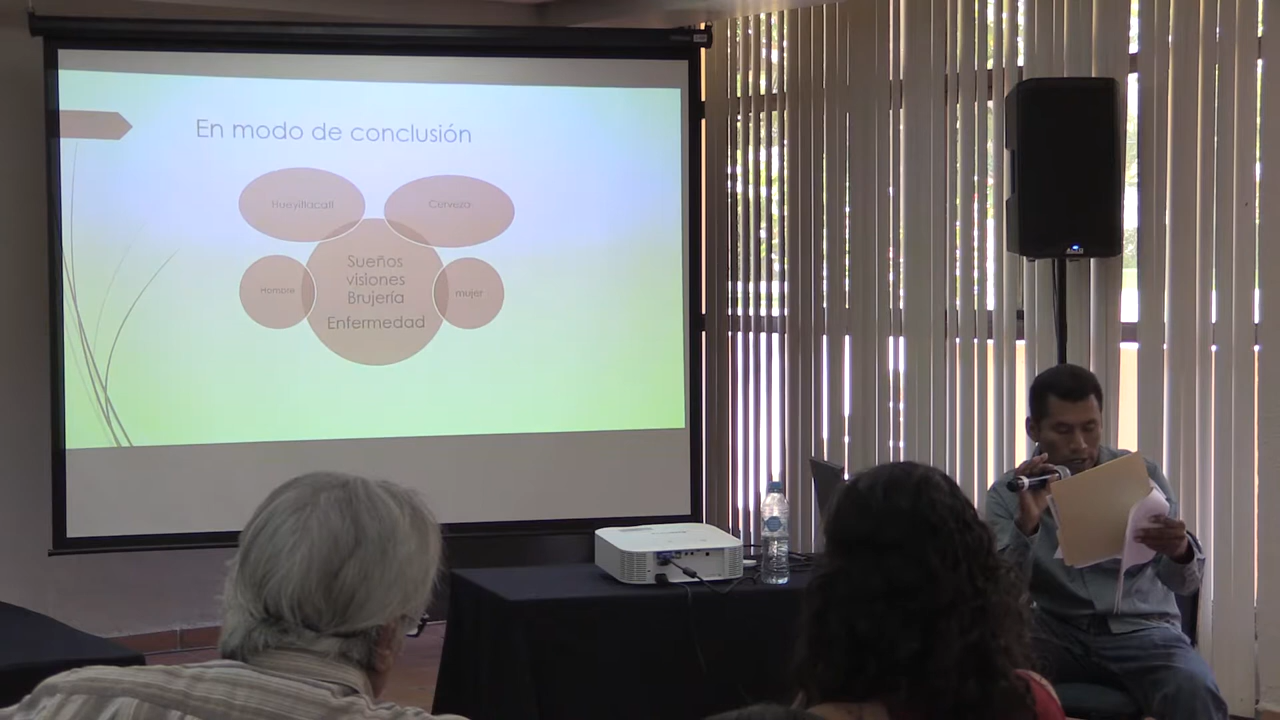 En modo de conclusión
Hueyitlacatl
Cerveza
Sueños
visiones
Brujería
Enfermedad
Hombre
mujer